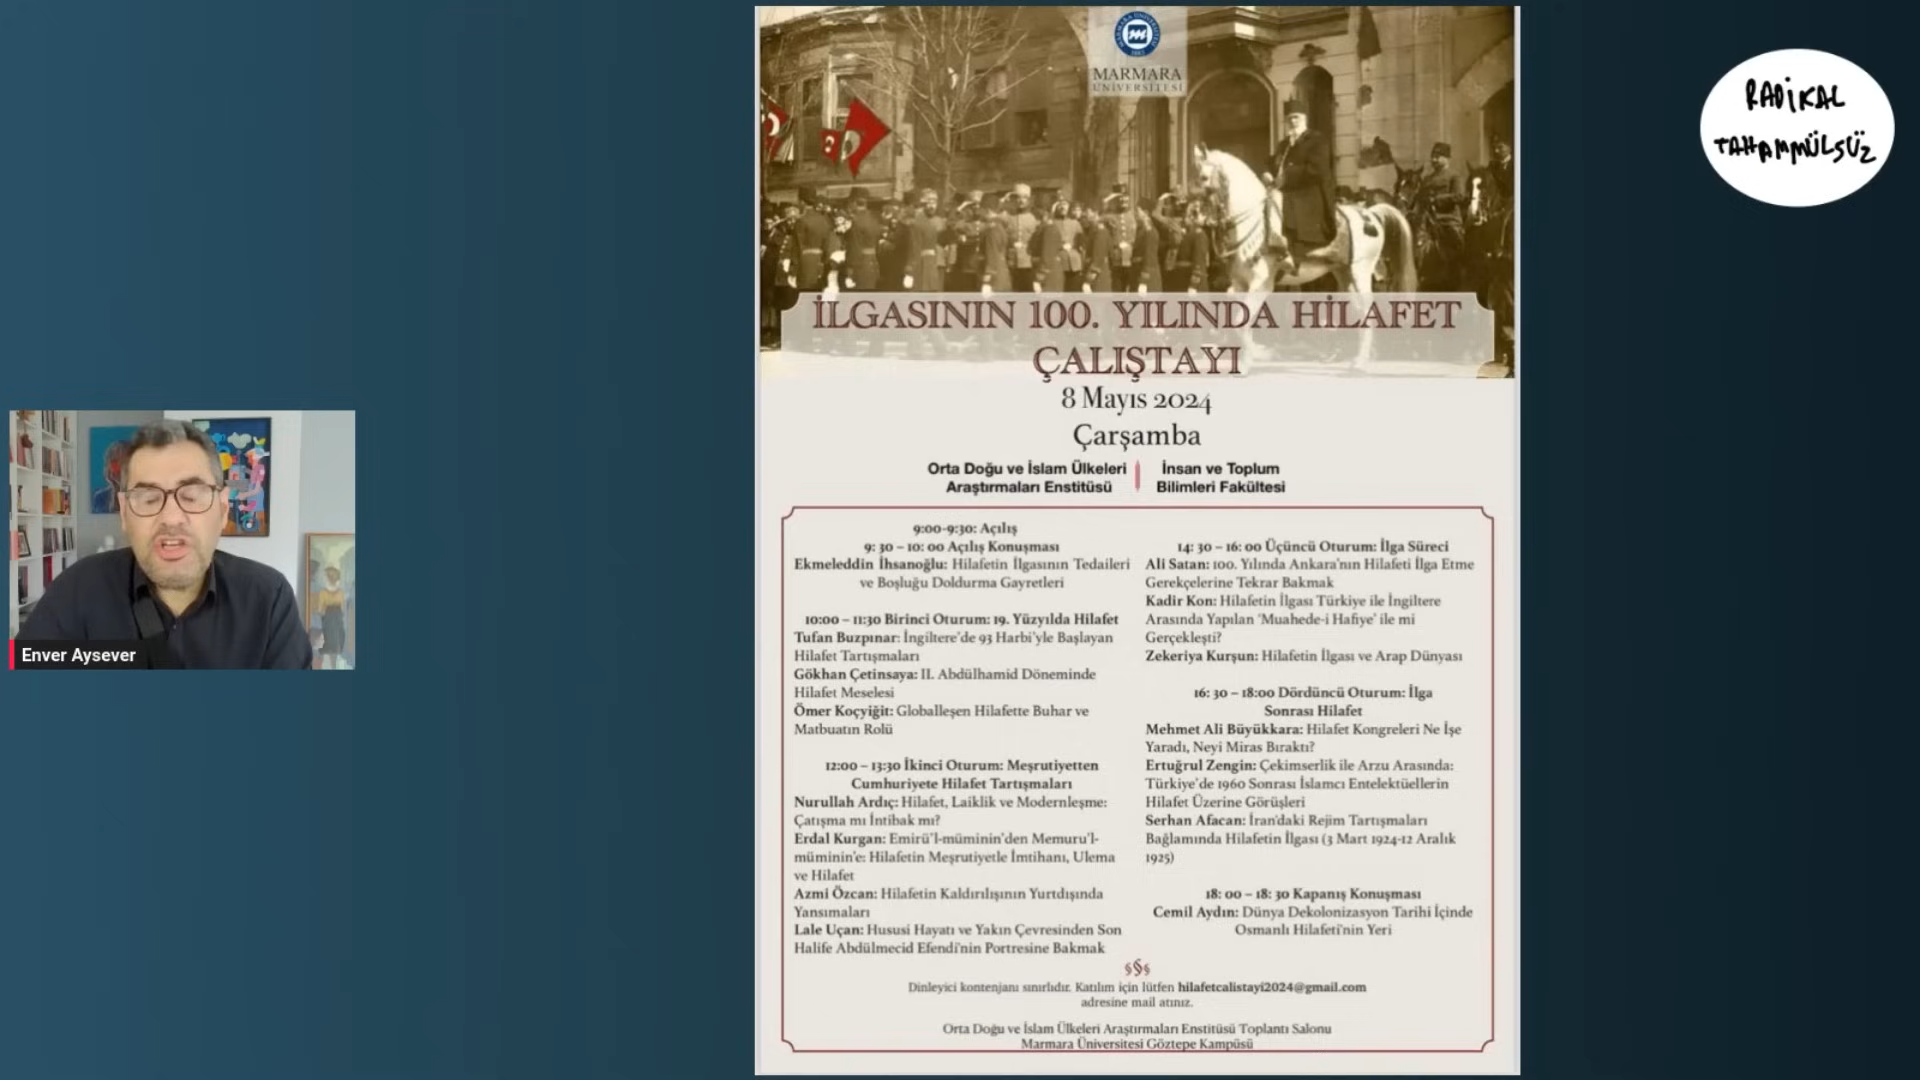 RADİKAL
TAHAMMÜLSÜZ
Enver Aysever
MARMARA
ÜNİVERSİTESİ
İLGASININ 100. YILINDA HİLAFET
ÇALIŞTAYI
8 Mayıs 2024
Çarşamba
Orta Doğu ve İslam Ülkeleri
Araştırmaları Enstitüsü
İnsan ve Toplum
Bilimleri Fakültesi
9:00-9:30: Açılış
9: 30 – 10: 00 Açılış Konuşması
Ekmeleddin İhsanoğlu: Hilafetin İlgasının Tedaileri
ve Boşluğu Doldurma Gayretleri
10:00 – 11:30 Birinci Oturum: 19. Yüzyılda Hilafet
Tufan Buzpınar: İngiltere'de 93 Harbi'yle Başlayan
Hilafet Tartışmaları
Gökhan Çetinsaya: II. Abdülhamid Döneminde
Hilafet Meselesi
Ömer Koçyiğit: Globalleşen Hilafette Buhar ve
Matbuatın Rolü
12:00 – 13:30 İkinci Oturum: Meşrutiyetten
Cumhuriyete Hilafet Tartışmaları
Nurullah Ardıç: Hilafet, Laiklik ve Modernleşme:
Çatışma mı İntibak mı?
Erdal Kurgan: Emirü'l-müminin'den Memuru'l-
müminin'e: Hilafetin Meşrutiyetle İmtihanı, Ulema
ve Hilafet
Azmi Özcan: Hilafetin Kaldırılışının Yurtdışında
Yansımaları
Lale Uçan: Hususi Hayatı ve Yakın Çevresinden Son
Halife Abdülmecid Efendi'nin Portresine Bakmak
14: 30 – 16: 00 Üçüncü Oturum: İlga Süreci
Ali Satan: 100. Yılında Ankara'nın Hilafeti İlga Etme
Gerekçelerine Tekrar Bakmak
Kadir Kon: Hilafetin İlgası Türkiye ile İngiltere
Arasında Yapılan 'Muahede-i Hafiye' ile mi
Gerçekleşti?
Zekeriya Kurşun: Hilafetin İlgası ve Arap Dünyası
16: 30 – 18:00 Dördüncü Oturum: İlga
Sonrası Hilafet
Mehmet Ali Büyükkara: Hilafet Kongreleri Ne İşe
Yaradı, Neyi Miras Bıraktı?
Ertuğrul Zengin: Çekimserlik ile Arzu Arasında:
Türkiye'de 1960 Sonrası İslamcı Entelektüellerin
Hilafet Üzerine Görüşleri
Serhan Afacan: İran'daki Rejim Tartışmaları
Bağlamında Hilafetin İlgası (3 Mart 1924-12 Aralık
1925)
18: 00 – 18: 30 Kapanış Konuşması
Cemil Aydın: Dünya Dekolonizasyon Tarihi İçinde
Osmanlı Hilafeti'nin Yeri
§§§
Dinleyici kontenjanı sınırlıdır. Katılım için lütfen hilafetcalistayi2024@gmail.com
adresine mail atınız.
Orta Doğu ve İslam Ülkeleri Araştırmaları Enstitüsü Toplantı Salonu
Marmara Üniversitesi Göztepe Kampüsü